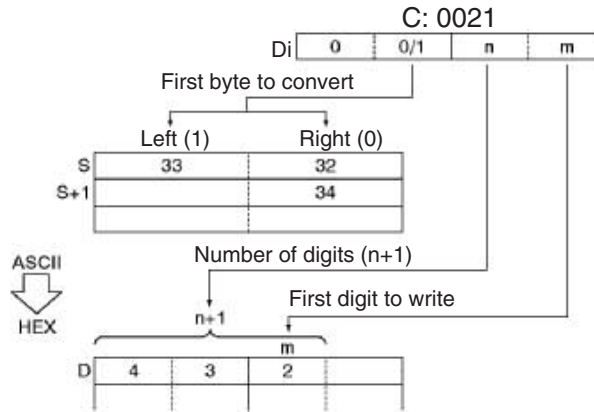 C: 0021
Di 0 0/1 n m
First byte to convert
Left (1) Right (0)
S 33 32
S+1 34
Number of digits (n+1)
ASCII
First digit to write
HEX
n+1
m
D 4 3 2